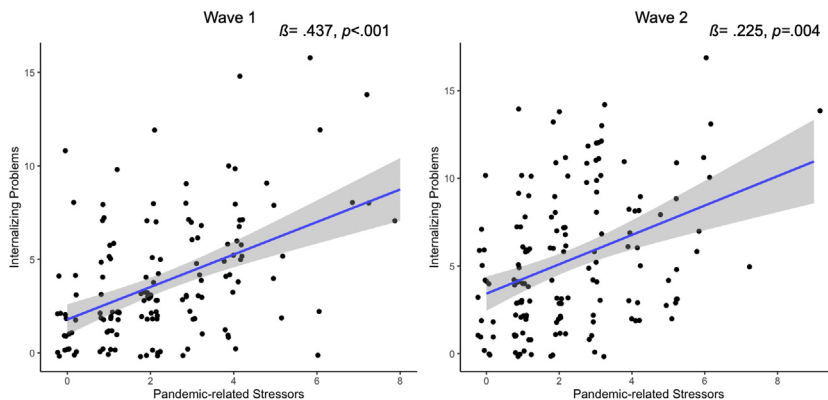 Wave 1
ß= .437, p<.001
Internalizing Problems
15
10
5
0
0 2 4 6 8
Pandemic-related Stressors
Wave 2
ß= .225, p=.004
Internalizing Problems
15
10
5
0
0 2 4 6 8
Pandemic-related Stressors